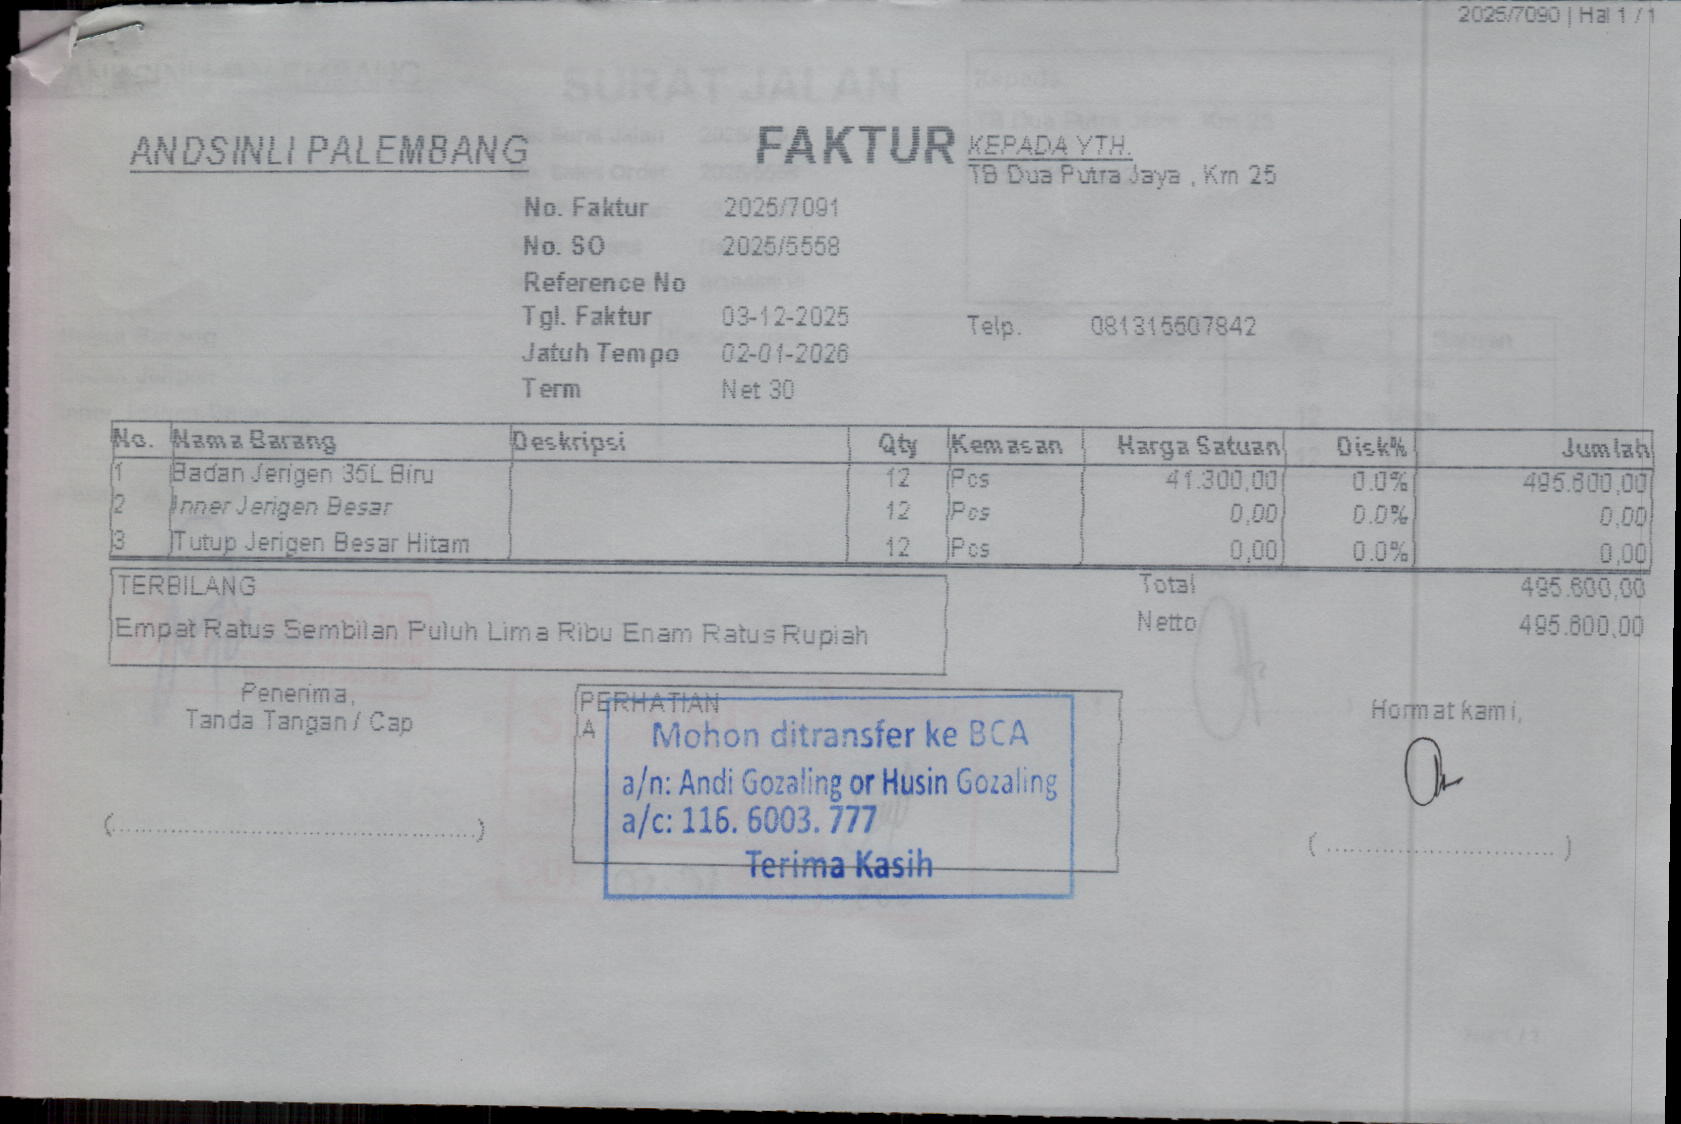 2025/7090 | Hal 1 / 1
ANDSINLI PALEMBANG
FAKTUR
KEPADA YTH.
TB Dua Putra Jaya , Km 25
No. Faktur 2025/7091
No. SO 2025/5558
Reference No
Tgl. Faktur 03-12-2025
Telp. 081315507842
Jatuh Tempo 02-01-2026
Term Net 30
No. Nama Barang Deskripsi Qty Kemasan Harga Satuan Disk% Jumlah
1 Badan Jerigen 35L Biru 12 Pcs 41.300,00 0.0% 495.600,00
2 Inner Jerigen Besar 12 Pcs 0,00 0.0% 0,00
3 Tutup Jerigen Besar Hitam 12 Pcs 0,00 0.0% 0,00
TERBILANG
Empat Ratus Sembilan Puluh Lima Ribu Enam Ratus Rupiah
Total 495.600,00
Netto 495.600,00
Penerima,
Tanda Tangan / Cap
PERHATIAN
A
Mohon ditransfer ke BCA
a/n: Andi Gozaling or Husin Gozaling
a/c: 116. 6003. 777
Terima Kasih
Hormat kami,
SURAT JALAN
Kepada